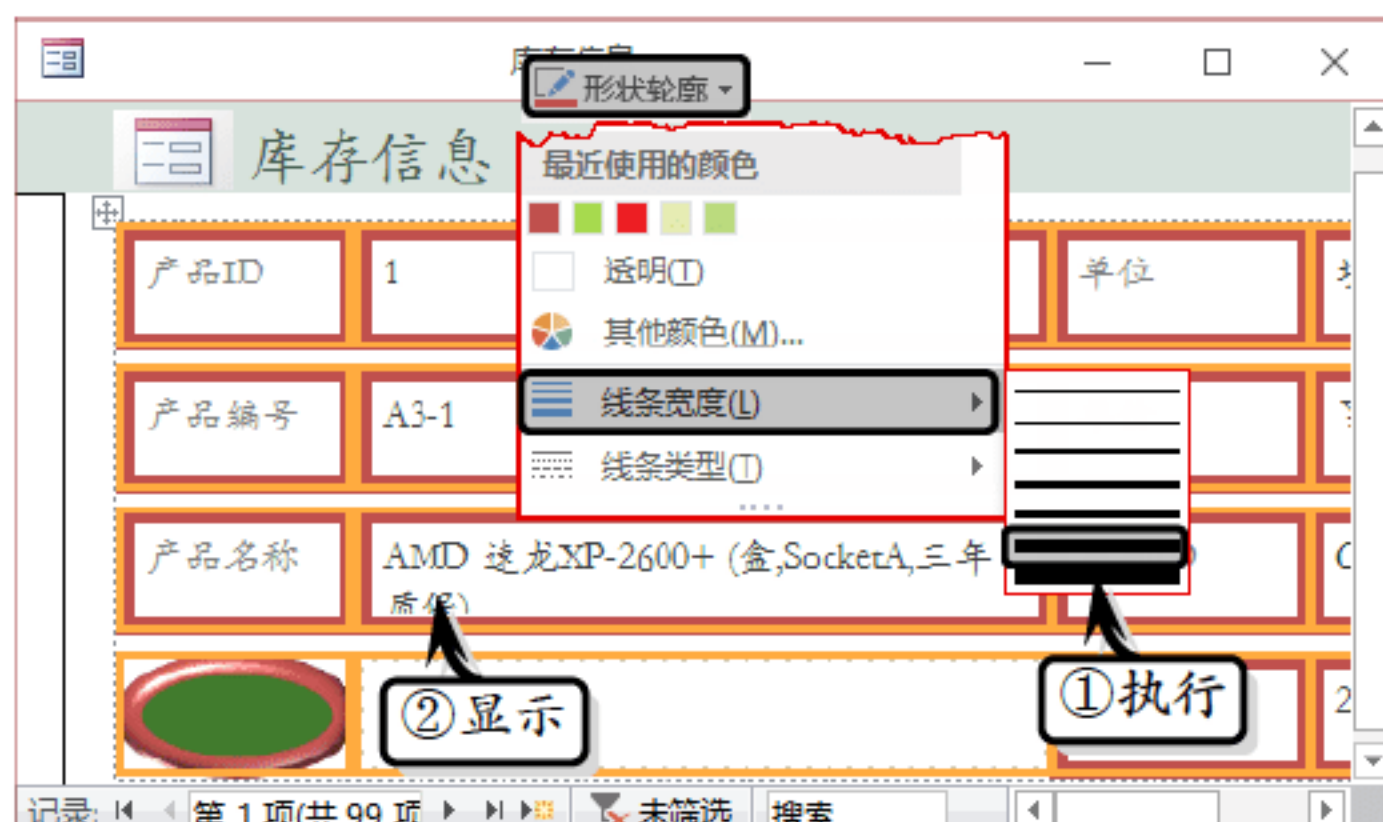 形状轮廓
库存信息
最近使用的颜色
产品ID
1
透明(T)
单位
其他颜色(M)...
线条宽度(L)
产品编号
A3-1
线条类型(T)
产品名称
AMD 速龙XP-2600+ (盒,SocketA,三年
质保)
①执行
②显示
2
记录:
第 1 项(共 99 项
未筛选
搜索